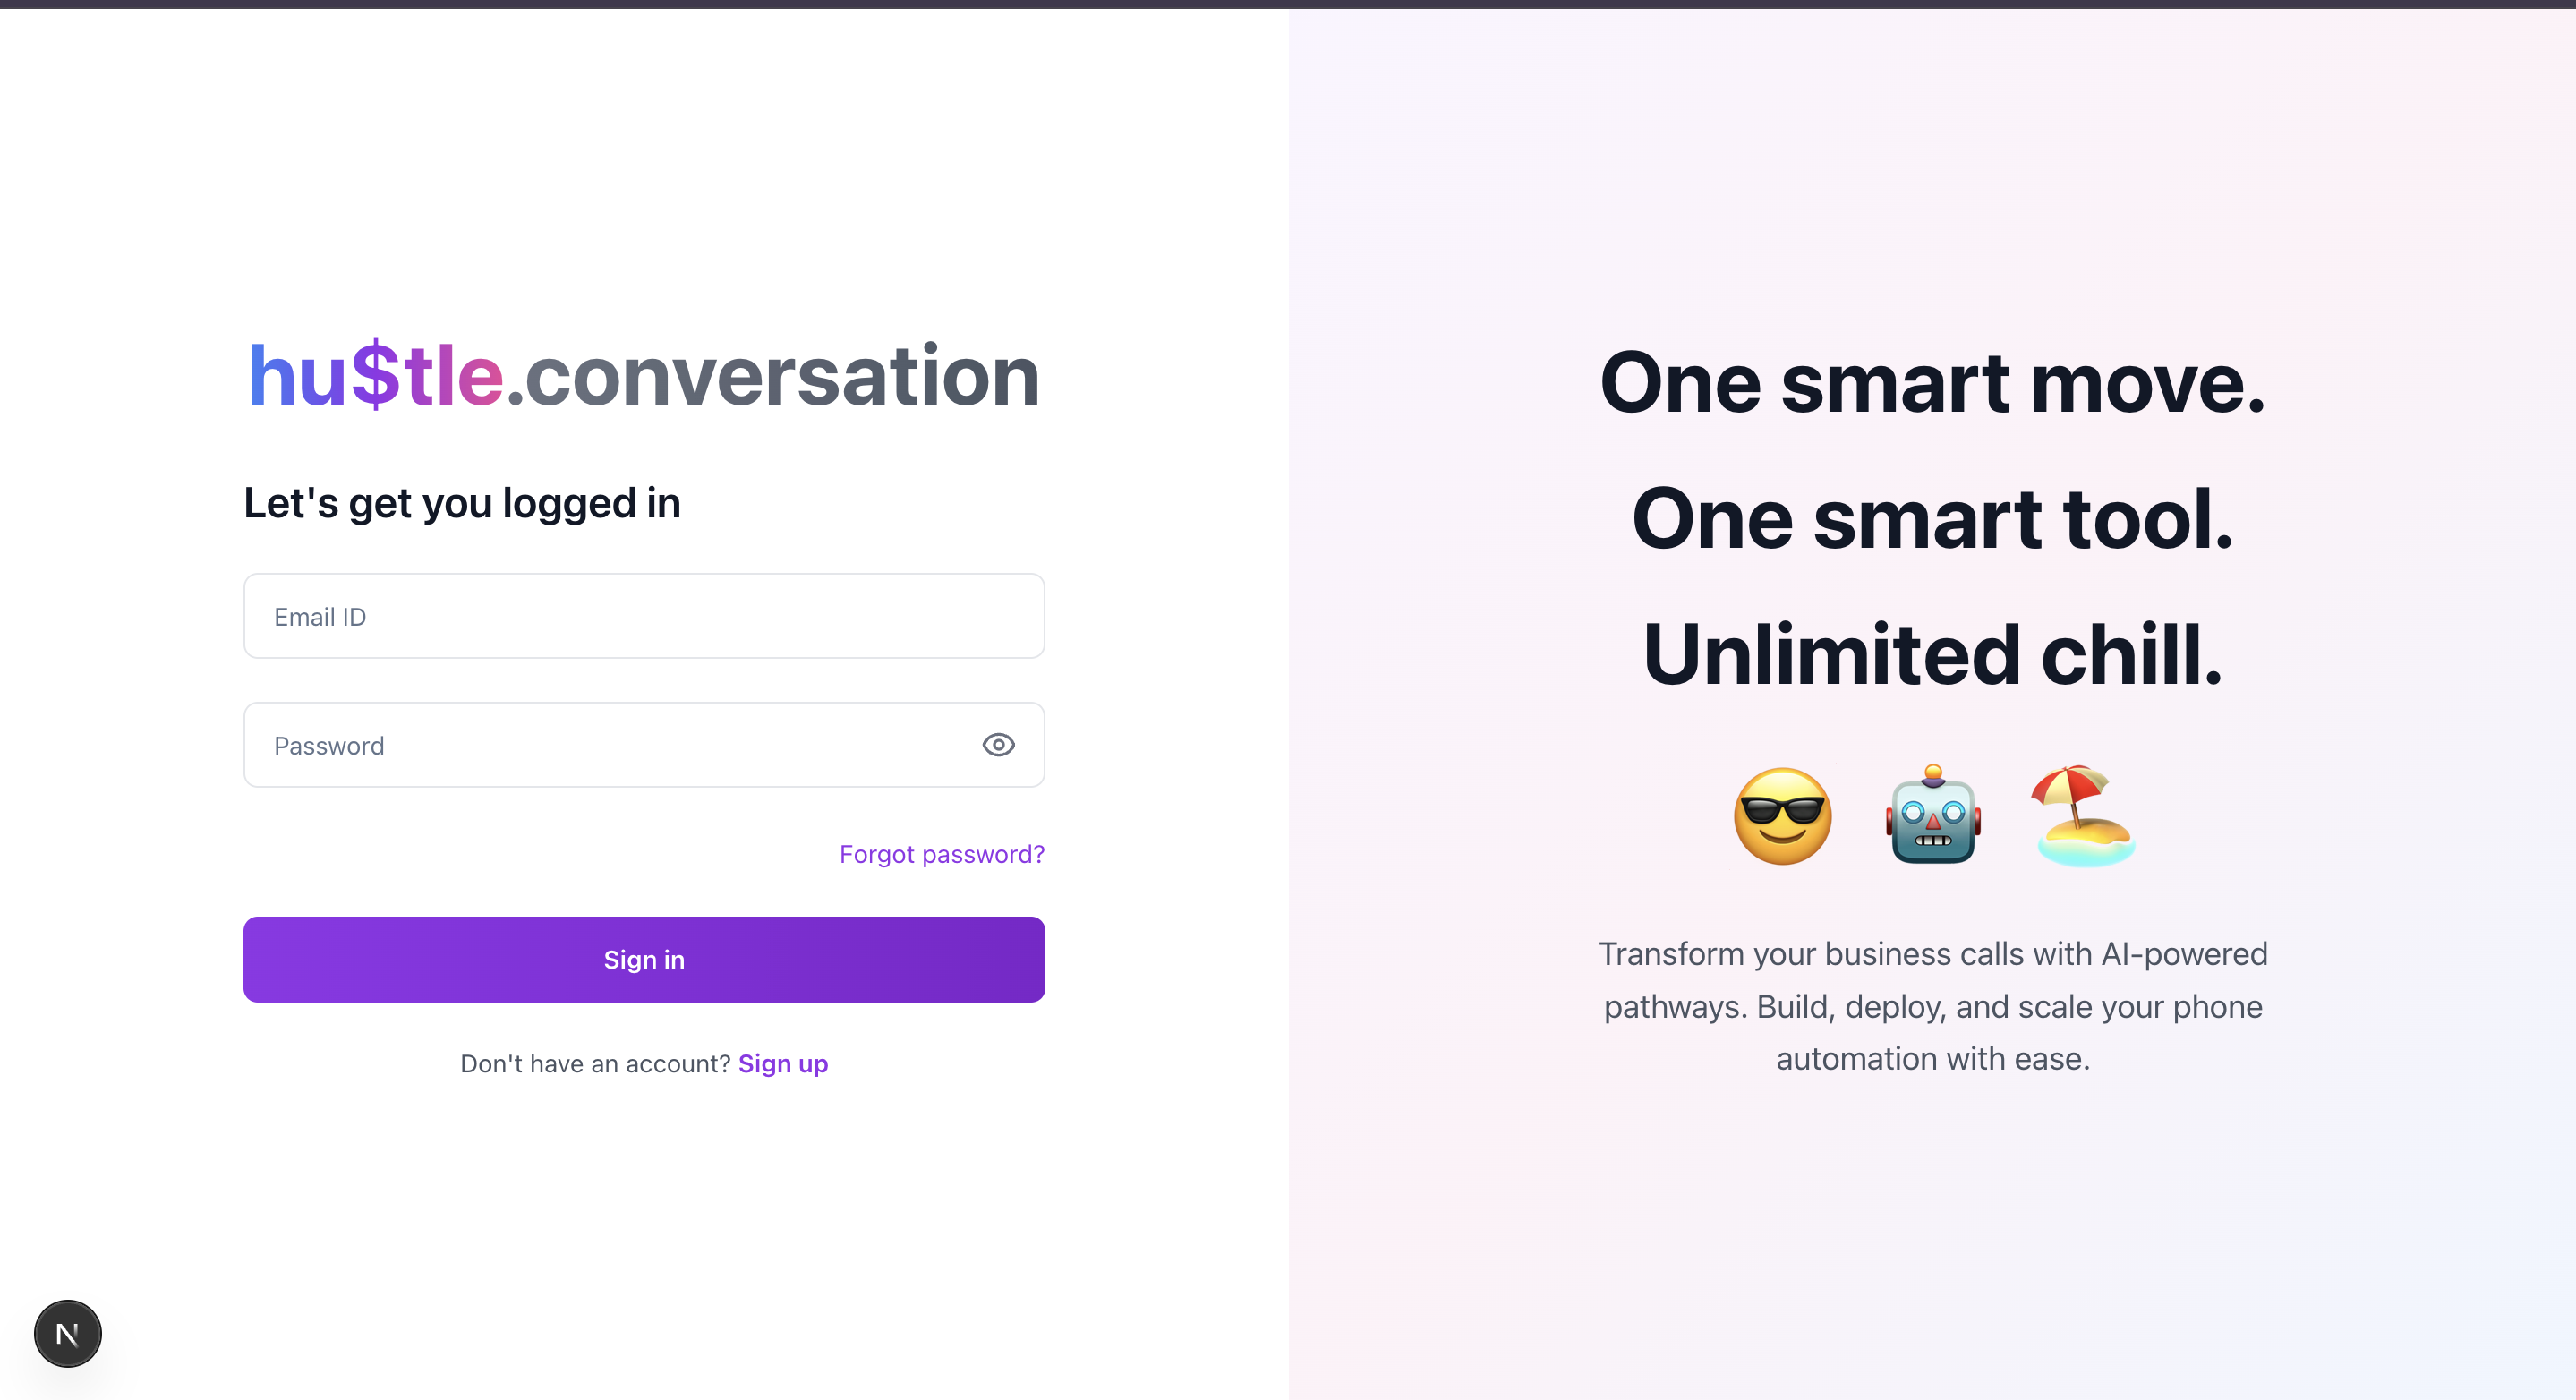 hu$tle.conversation
Let's get you logged in
Email ID
Password
Forgot password?
Sign in
Don't have an account? Sign up
N
One smart move.
One smart tool.
Unlimited chill.
Transform your business calls with AI-powered
pathways. Build, deploy, and scale your phone
automation with ease.